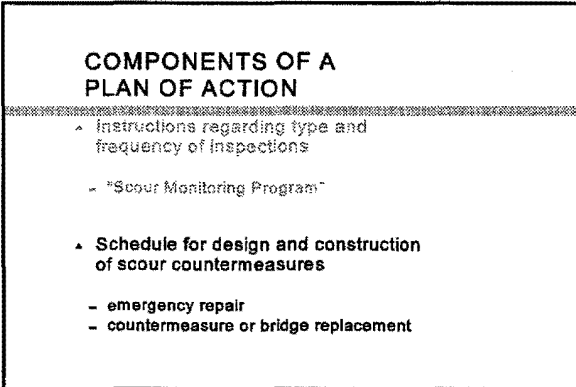 COMPONENTS OF A
PLAN OF ACTION
▴ Instructions regarding type and
frequency of inspections
– "Scour Monitoring Program"
▴ Schedule for design and construction
of scour countermeasures
– emergency repair
– countermeasure or bridge replacement